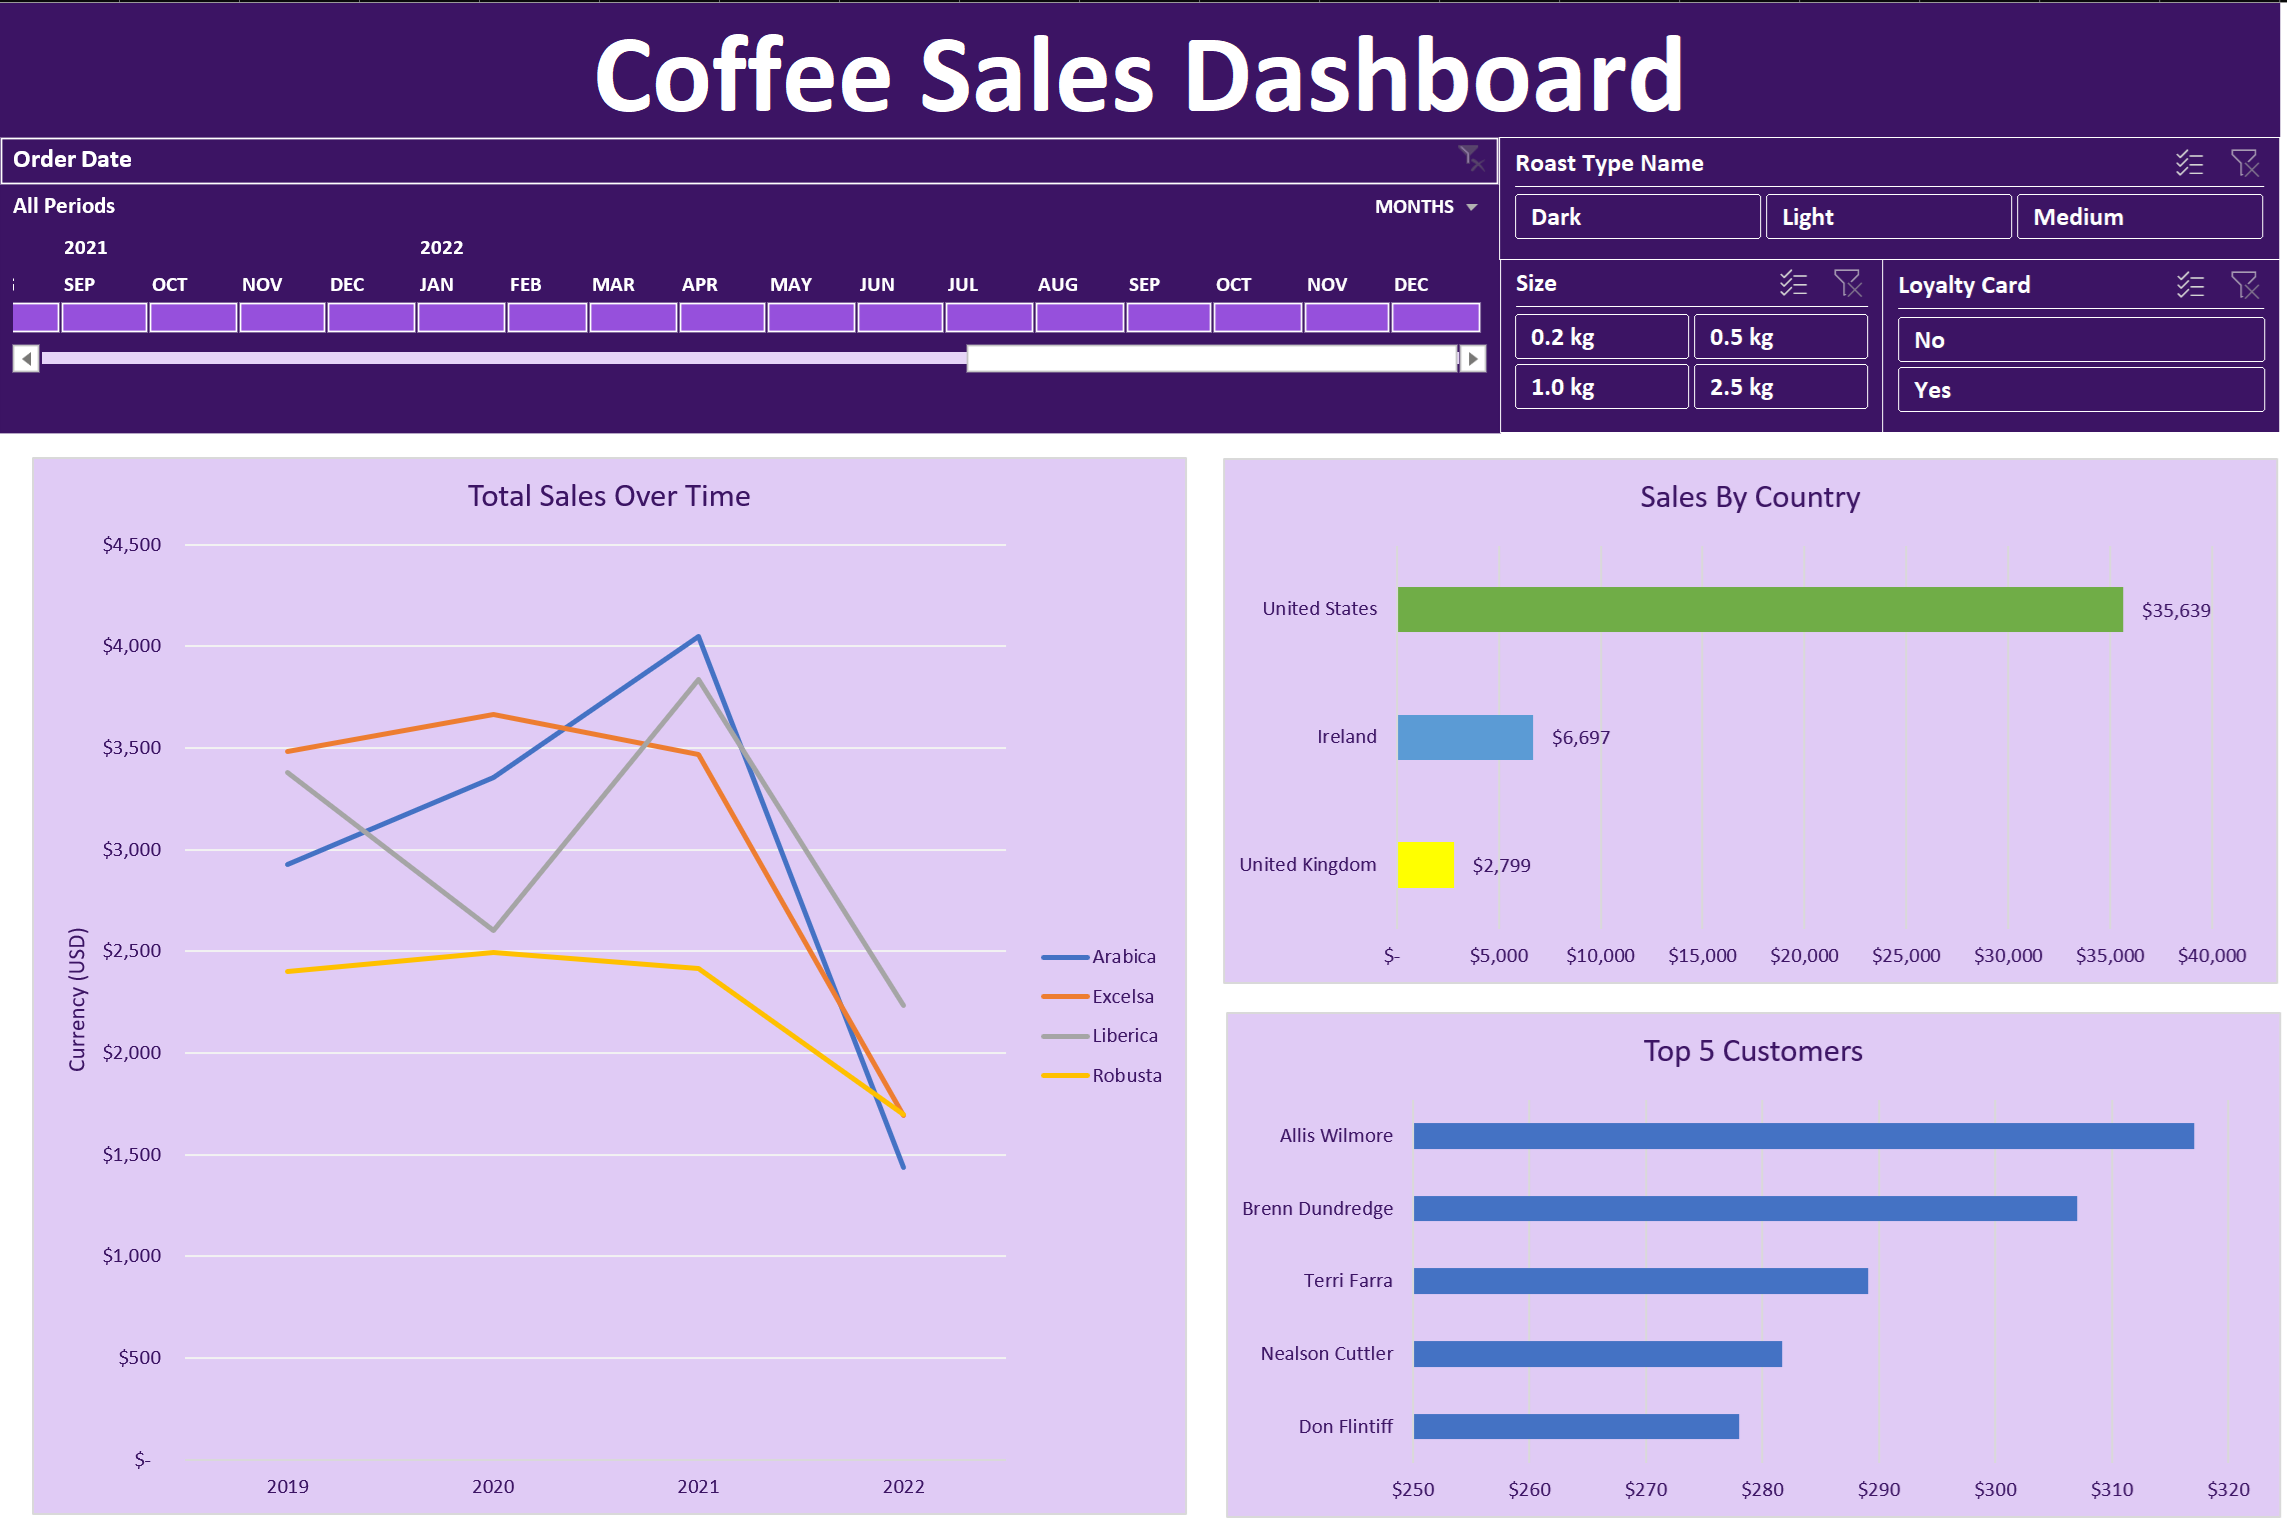 Coffee Sales Dashboard
Order Date
All Periods
MONTHS
2021 2022
SEP OCT NOV DEC JAN FEB MAR APR MAY JUN JUL AUG SEP OCT NOV DEC
Roast Type Name
Dark Light Medium
Size
0.2 kg 0.5 kg
1.0 kg 2.5 kg
Loyalty Card
No
Yes
Total Sales Over Time
$4,500
$4,000
$3,500
$3,000
$2,500
$2,000
$1,500
$1,000
$500
$-
Currency (USD)
2019 2020 2021 2022
Arabica
Excelsa
Liberica
Robusta
Sales By Country
United States $35,639
Ireland $6,697
United Kingdom $2,799
$- $5,000 $10,000 $15,000 $20,000 $25,000 $30,000 $35,000 $40,000
Top 5 Customers
Allis Wilmore
Brenn Dundredge
Terri Farra
Nealson Cuttler
Don Flintiff
$250 $260 $270 $280 $290 $300 $310 $320